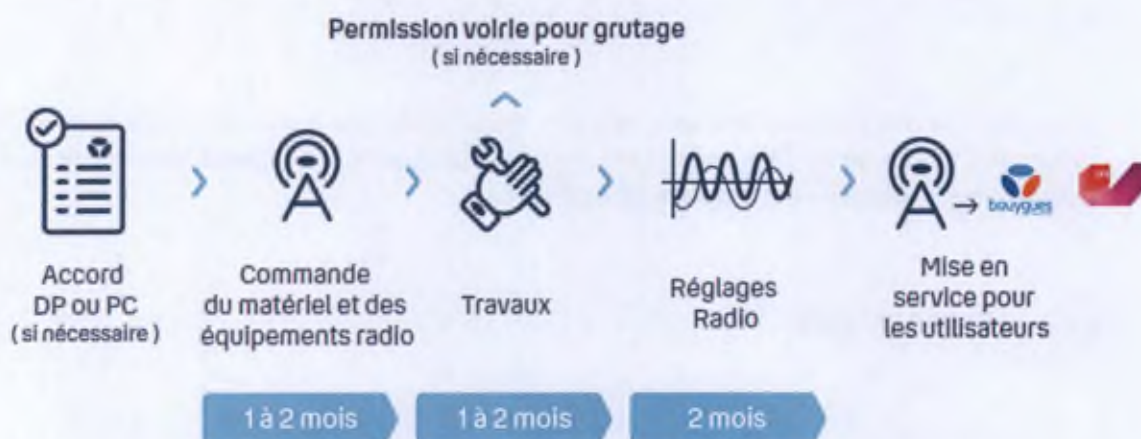 Permission voirie pour grutage
( si nécessaire )
Accord
DP ou PC
( si nécessaire )
Commande
du matériel et des
équipements radio
Travaux
Réglages
Radio
bouygues
Mise en
service pour
les utilisateurs
1 à 2 mois
1 à 2 mois
2 mois